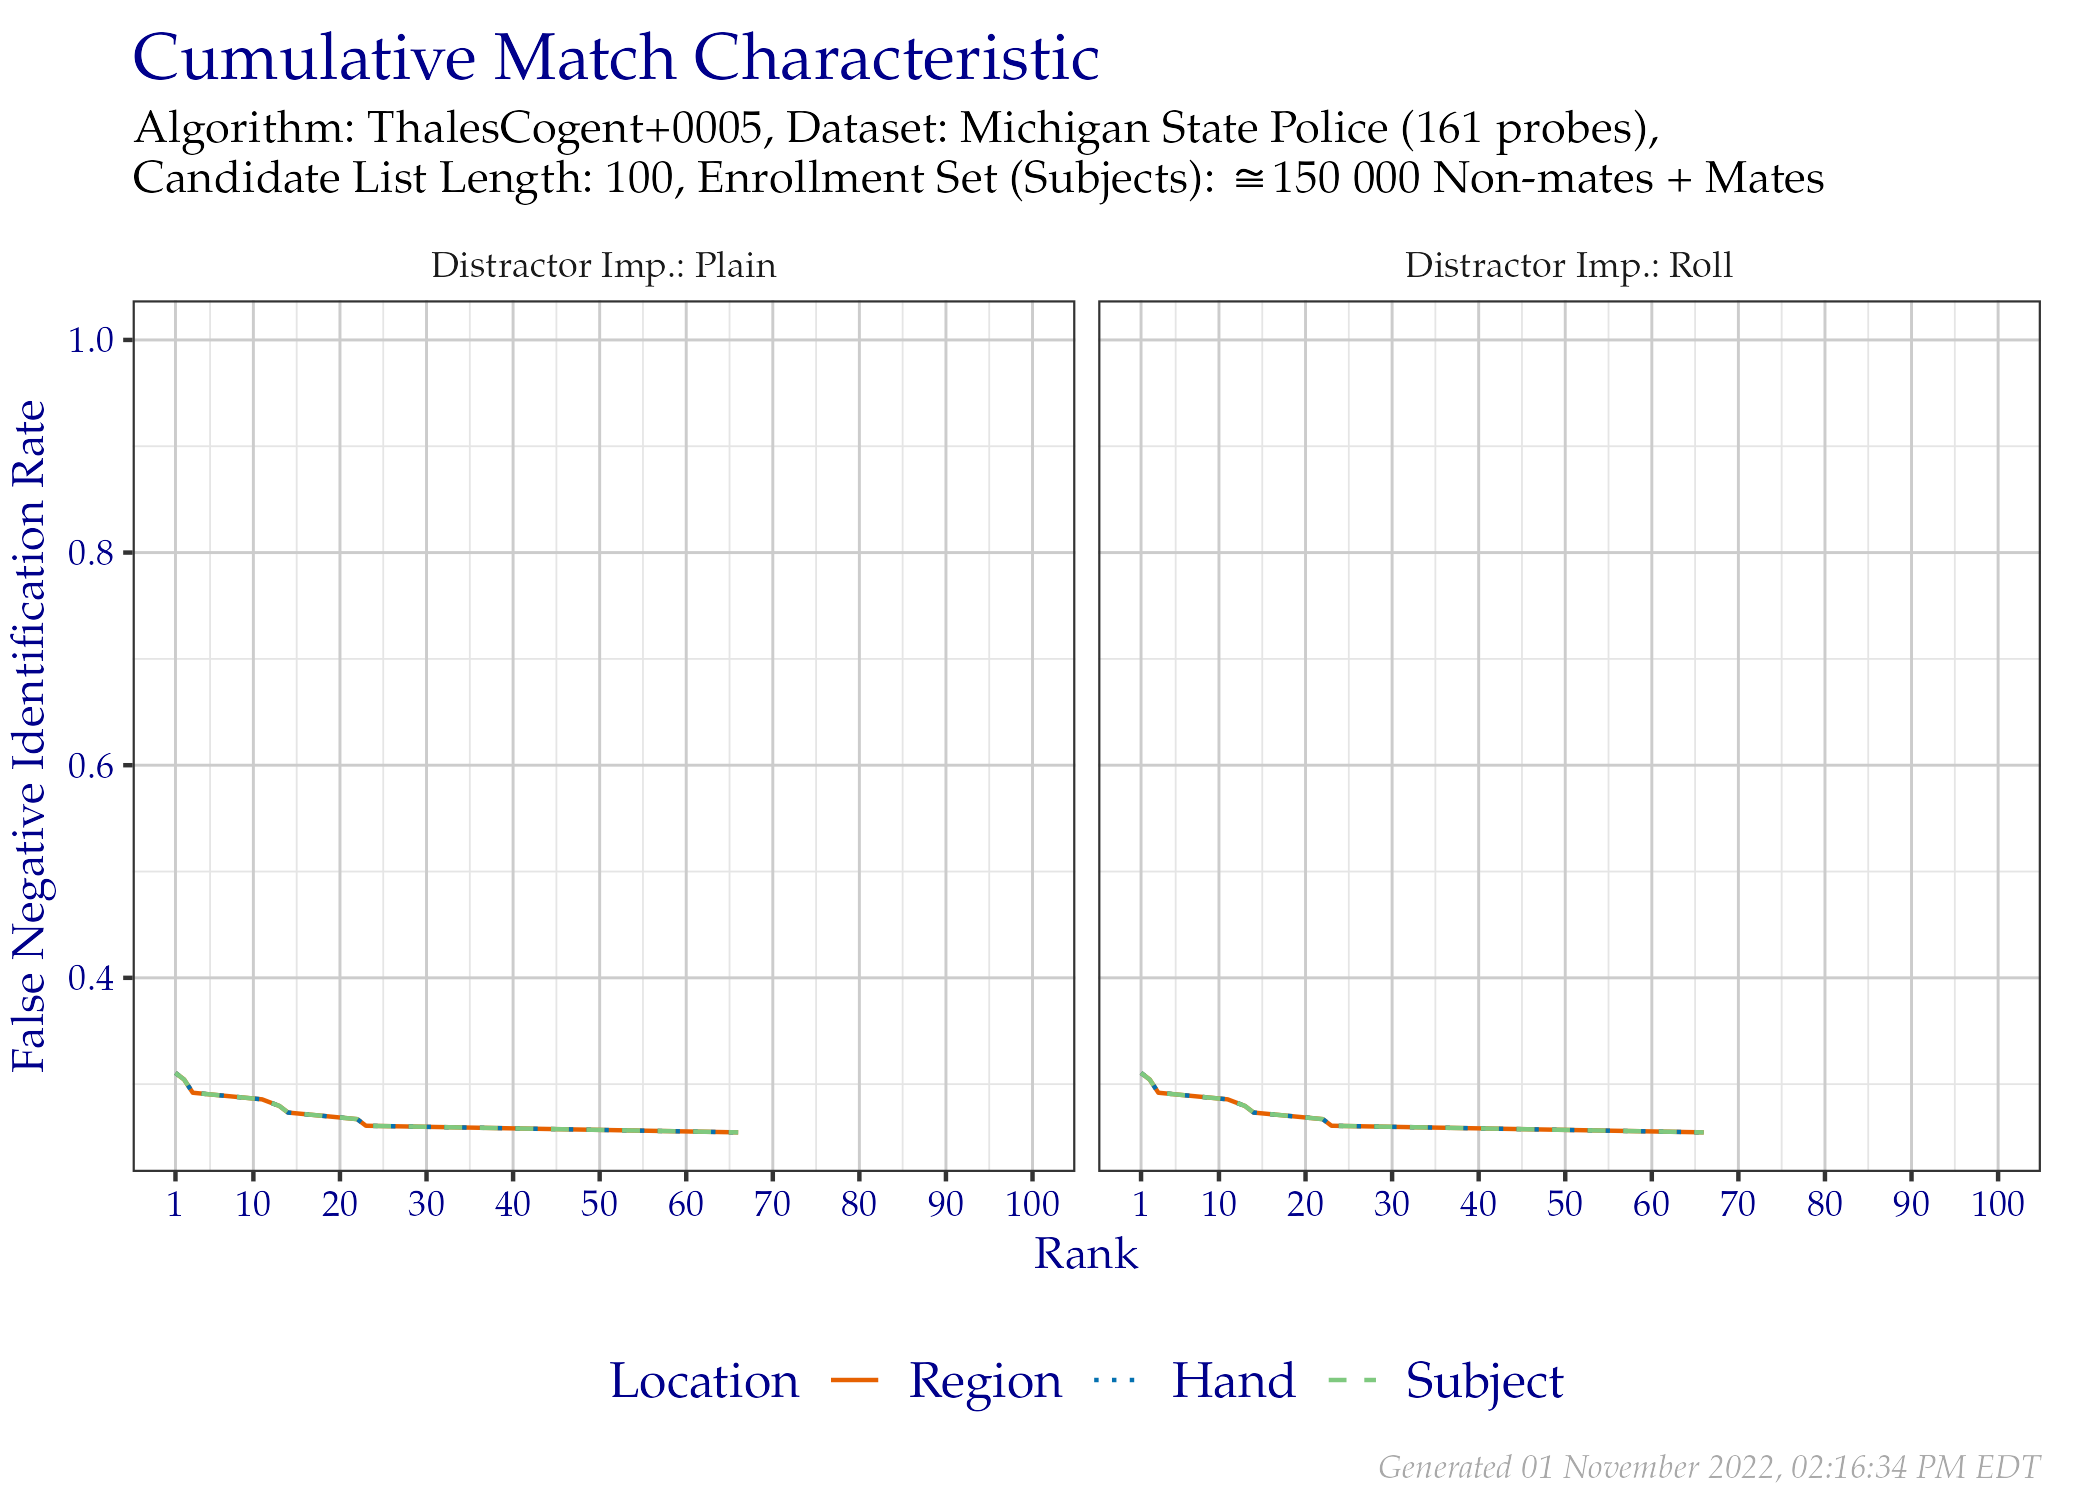 Cumulative Match Characteristic
Algorithm: ThalesCogent+0005, Dataset: Michigan State Police (161 probes),
Candidate List Length: 100, Enrollment Set (Subjects): ≅150 000 Non-mates + Mates
Distractor Imp.: Plain
Distractor Imp.: Roll
False Negative Identification Rate
1.0
0.8
0.6
0.4
1 10 20 30 40 50 60 70 80 90 100
1 10 20 30 40 50 60 70 80 90 100
Rank
Location Region Hand Subject
Generated 01 November 2022, 02:16:34 PM EDT